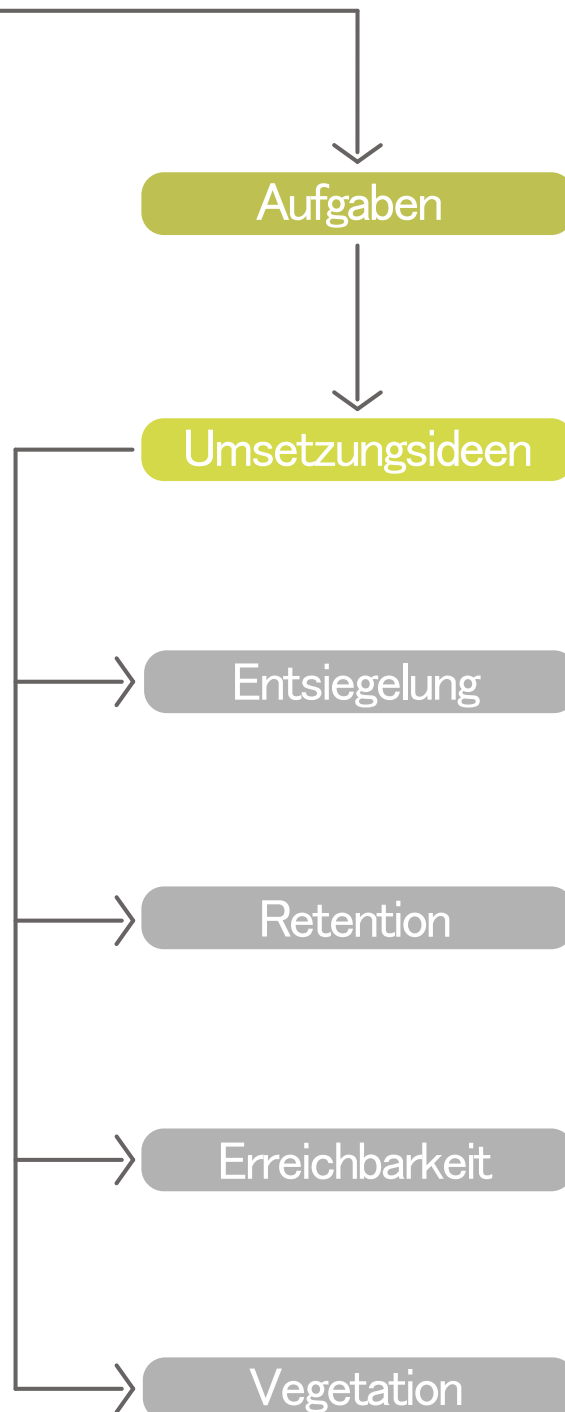 Aufgaben
Umsetzungsideen
Entsiegelung
Retention
Erreichbarkeit
Vegetation